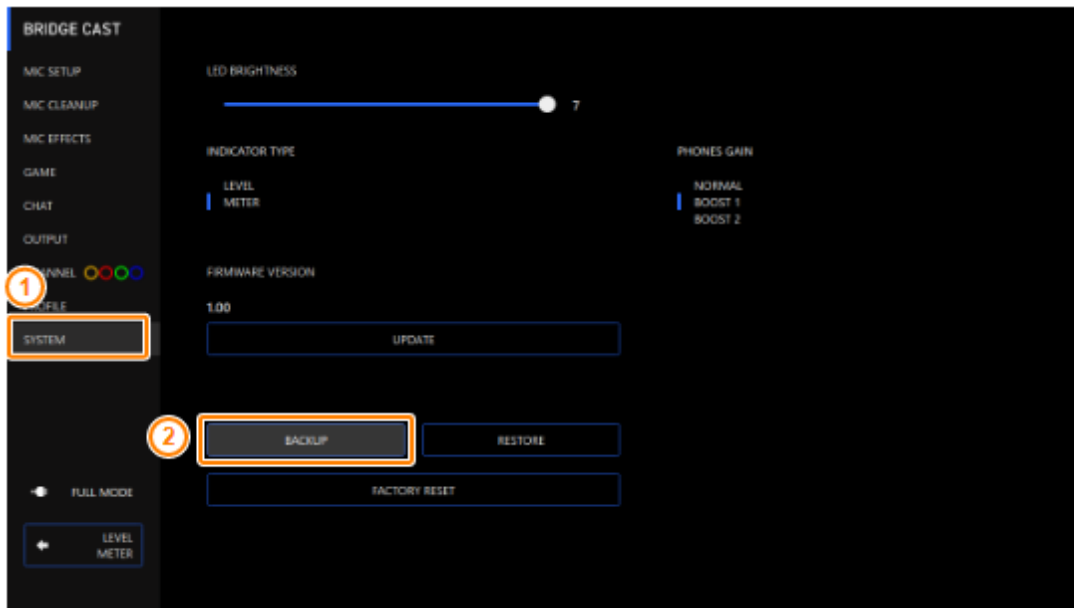 BRIDGE CAST
MIC SETUP
MIC CLEANUP
MIC EFFECTS
GAME
CHAT
OUTPUT
SYSTEM
FULL MODE
LEVEL
METER
1
2
LED BRIGHTNESS
7
INDICATOR TYPE
LEVEL
METER
PHONES GAIN
NORMAL
BOOST 1
BOOST 2
FIRMWARE VERSION
1.00
UPDATE
BACKUP
RESTORE
FACTORY RESET